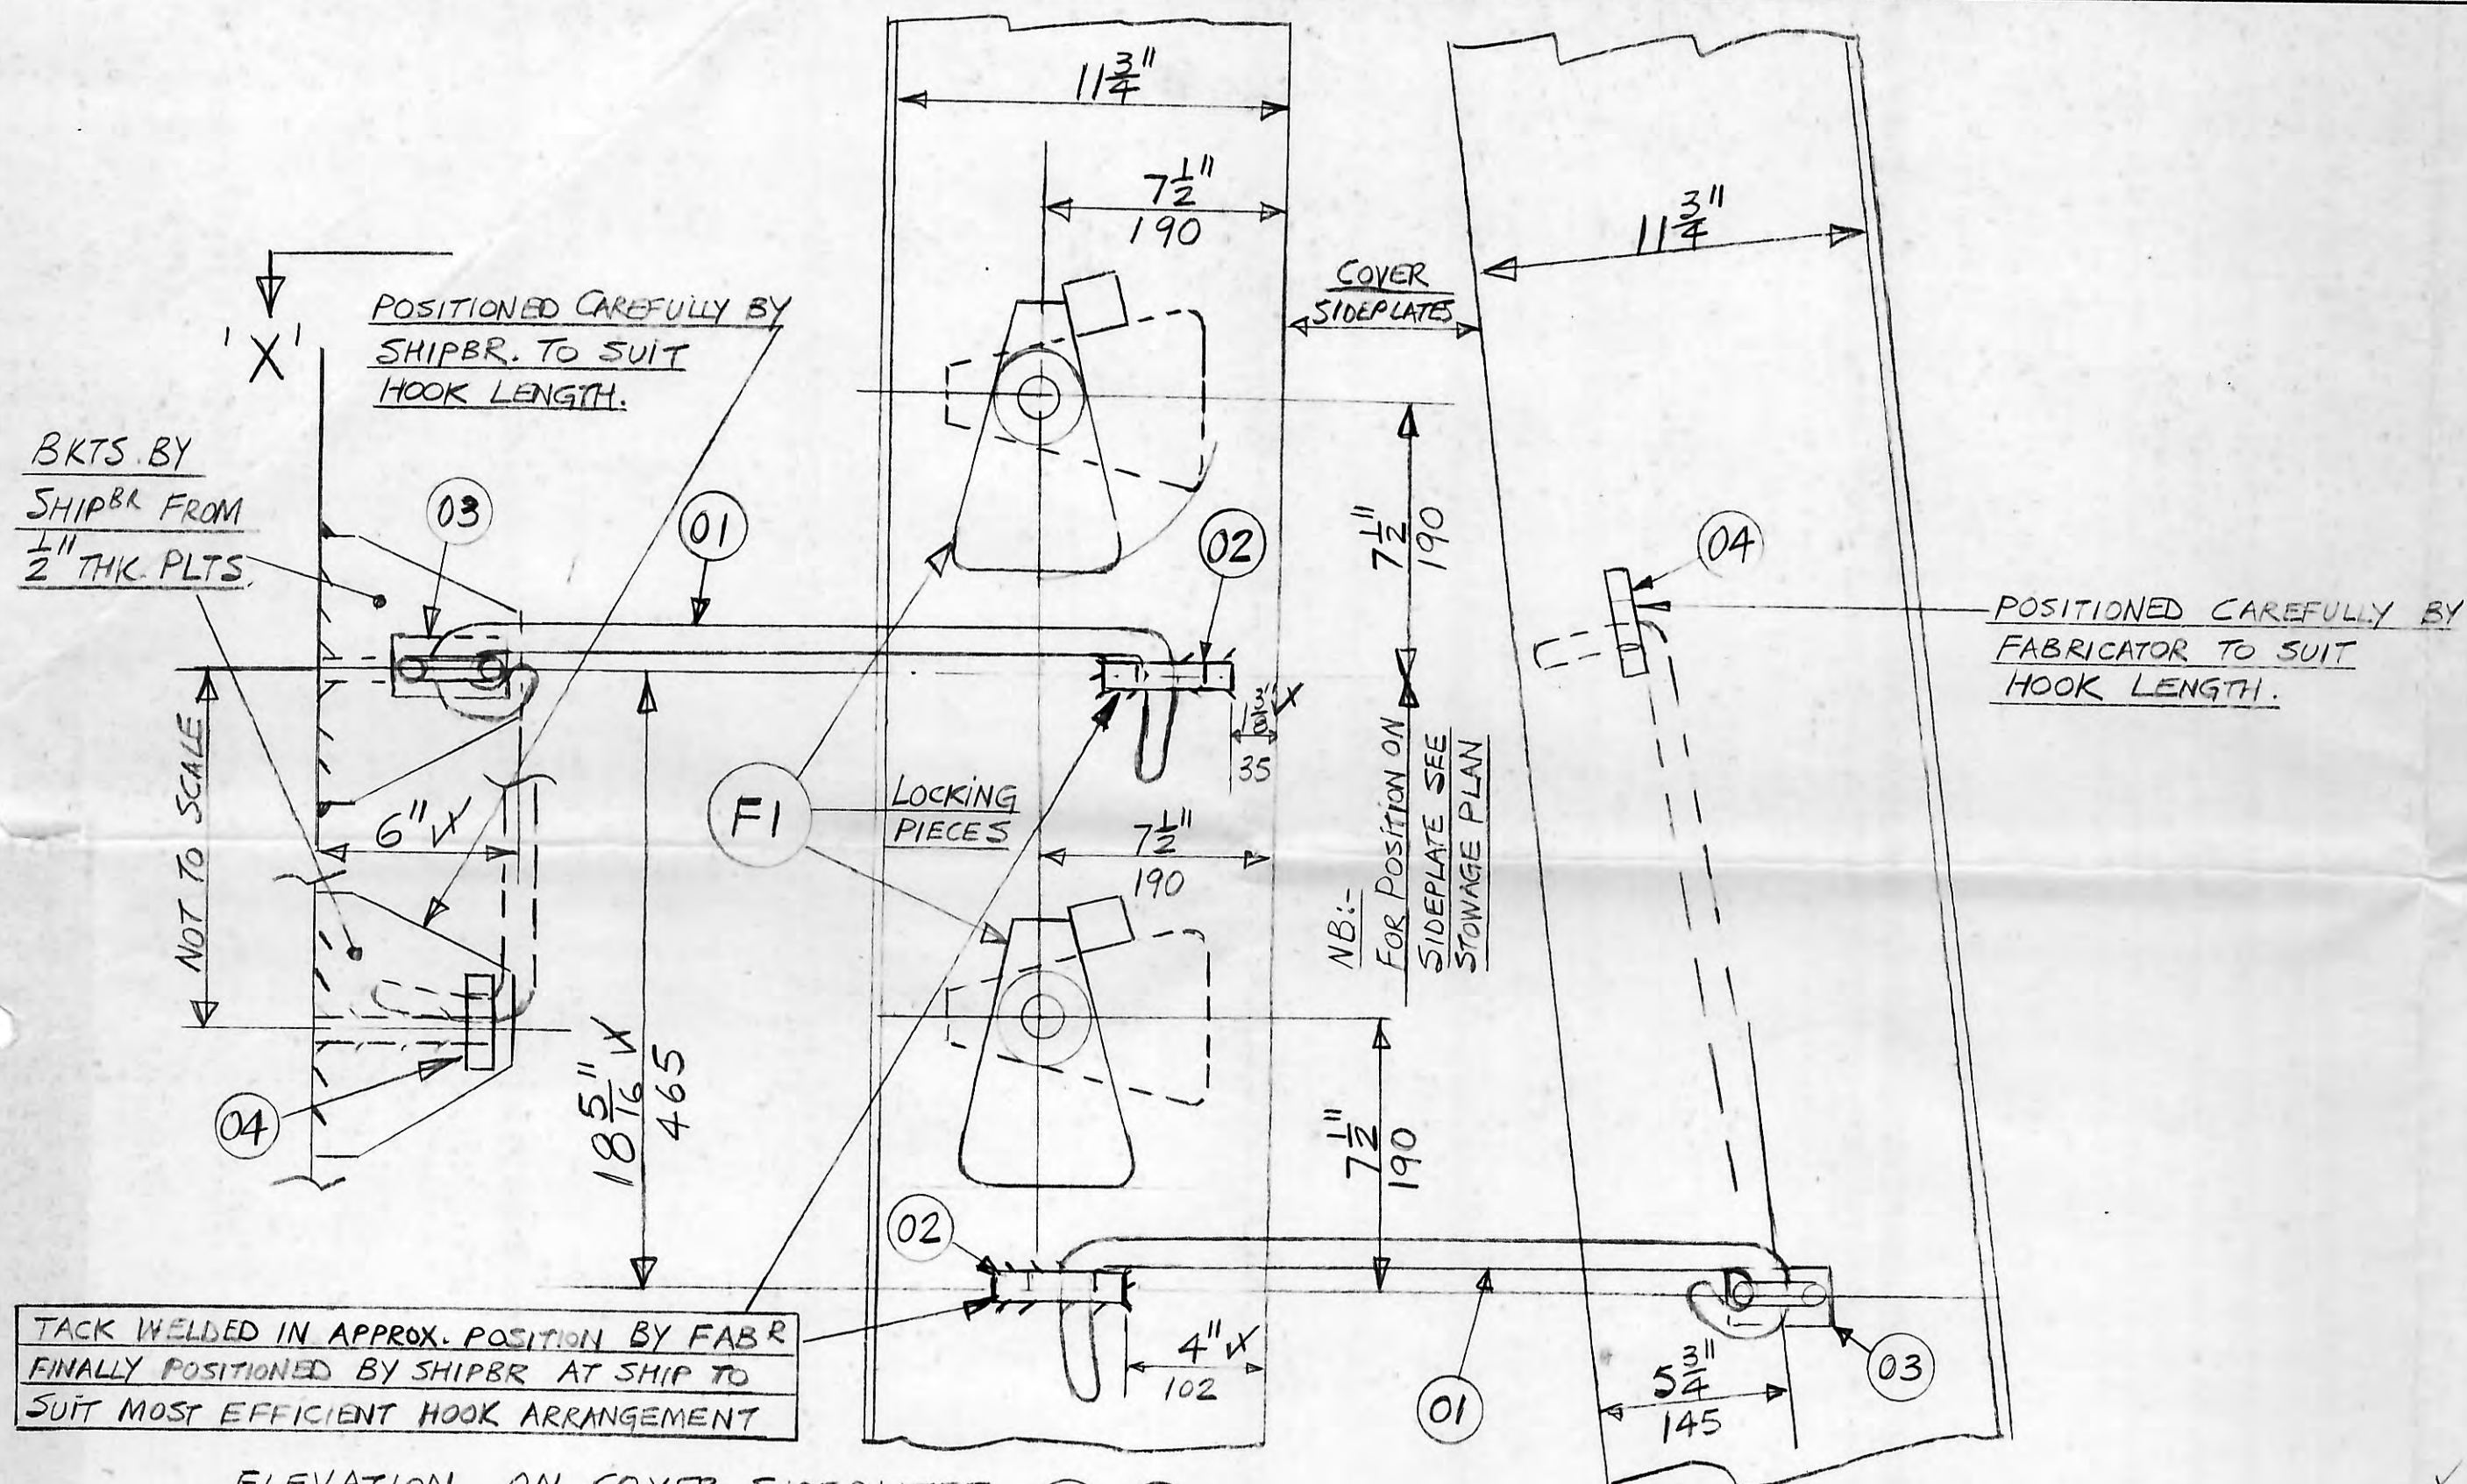 11 3/4"
7 1/2"
190
11 3/4"
COVER
SIDEPLATES
'X'
POSITIONED CAREFULLY BY
SHIPBR. TO SUIT
HOOK LENGTH.
BKTS. BY
SHIPBR FROM
1/2" THK. PLTS.
03
01
02
7 1/2"
190
04
POSITIONED CAREFULLY BY
FABRICATOR TO SUIT
HOOK LENGTH.
NOT TO SCALE
6"
F1
LOCKING
PIECES
35
7 1/2"
190
NB:-
FOR POSITION ON
SIDEPLATE SEE
STOWAGE PLAN
04
18 5/16"
465
7 1/2"
190
02
TACK WELDED IN APPROX. POSITION BY FABR
FINALLY POSITIONED BY SHIPBR AT SHIP TO
SUIT MOST EFFICIENT HOOK ARRANGEMENT
4"
102
01
5 3/4"
145
03
ELEVATION ON COVER